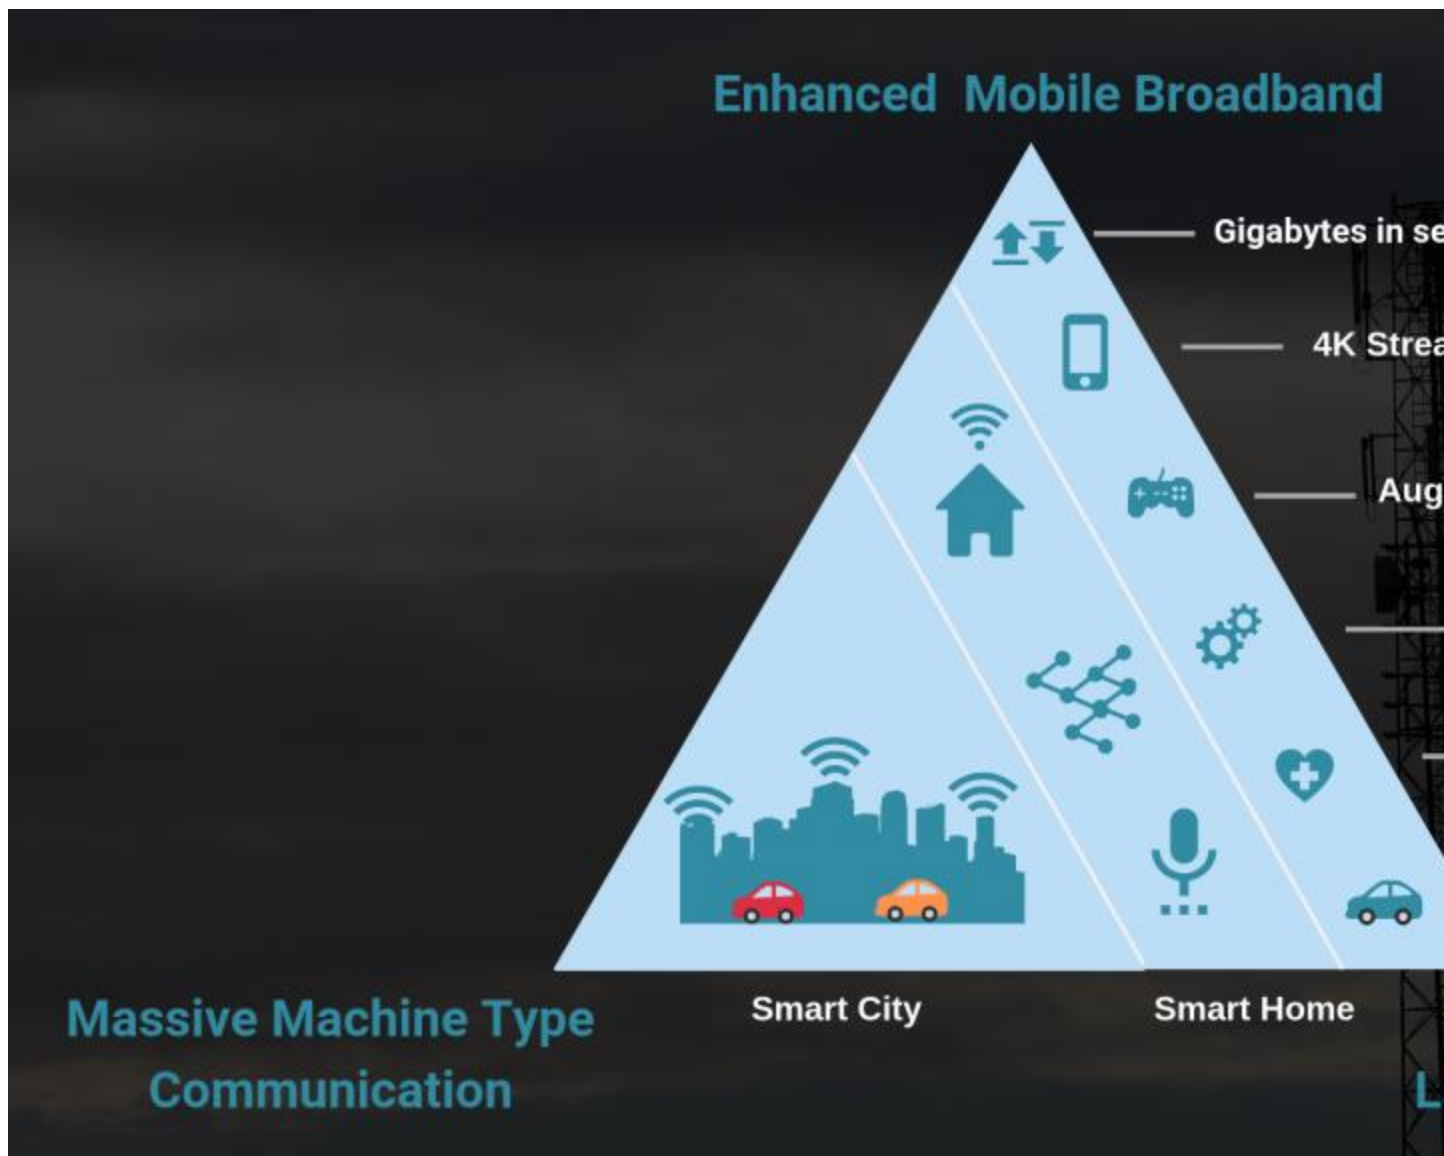 Enhanced Mobile Broadband
Gigabytes in se
4K Strea
Aug
Smart City
Smart Home
Massive Machine Type
Communication
L